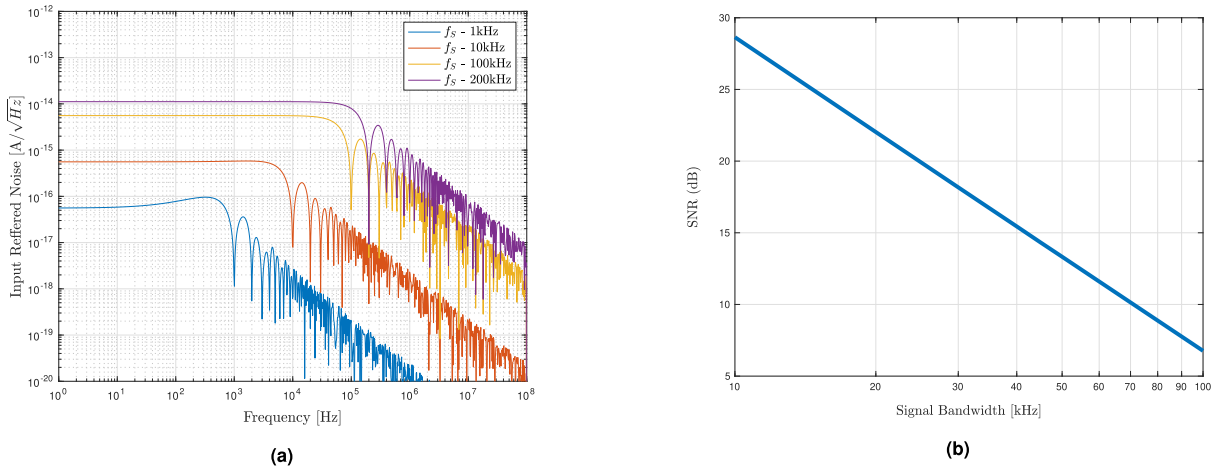 10^-12
10^-13
10^-14
10^-15
10^-16
10^-17
10^-18
10^-19
10^-20
Input Reffered Noise [A/√Hz]
f_S - 1kHz
f_S - 10kHz
f_S - 100kHz
f_S - 200kHz
10^0 10^1 10^2 10^3 10^4 10^5 10^6 10^7 10^8
Frequency [Hz]
(a)
30
25
20
15
10
5
SNR (dB)
10 20 30 40 50 60 70 80 90 100
Signal Bandwidth [kHz]
(b)